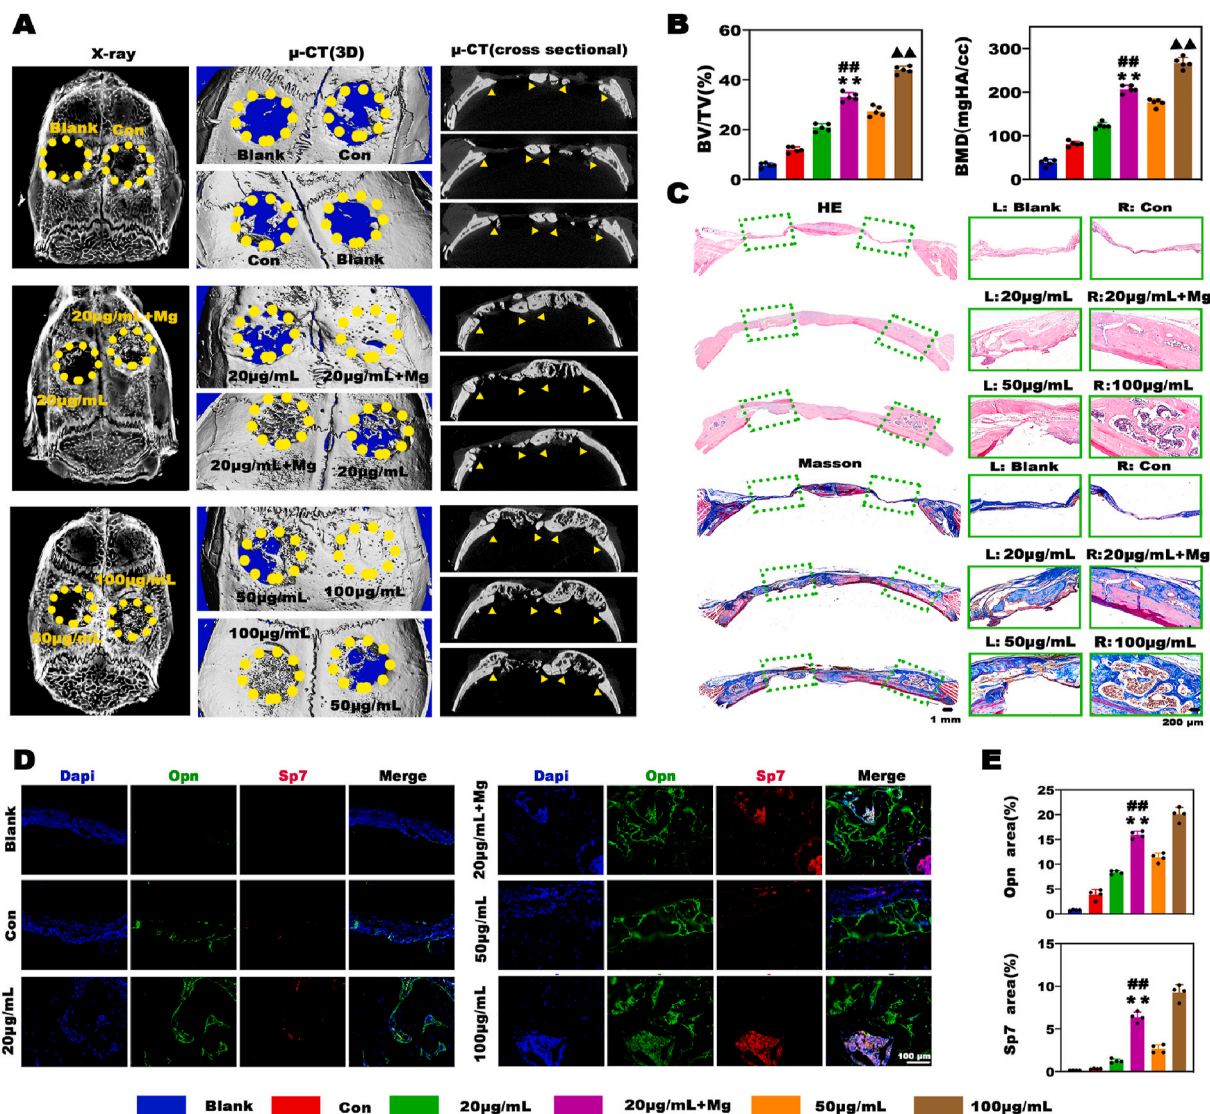 A
X-ray
µ-CT(3D)
µ-CT(cross sectional)
Blank
Con
Blank
Con
Con
Blank
20µg/mL+Mg
20µg/mL
20µg/mL
20µg/mL+Mg
20µg/mL+Mg
20µg/mL
100µg/mL
50µg/mL
50µg/mL
100µg/mL
100µg/mL
50µg/mL
B
BV/TV(%)
60
40
20
0
##
**
▲▲
BMD(mgHA/cc)
300
200
100
0
##
**
▲▲
C
HE
L: Blank
R: Con
L:20µg/mL
R:20µg/mL+Mg
L: 50µg/mL
R:100µg/mL
Masson
L: Blank
R: Con
L:20µg/mL
R:20µg/mL+Mg
L: 50µg/mL
R:100µg/mL
1 mm
200 µm
D
Dapi
Opn
Sp7
Merge
Blank
Con
20µg/mL
Dapi
Opn
Sp7
Merge
20µg/mL+Mg
50µg/mL
100µg/mL
100 µm
E
Opn area(%)
25
20
15
10
5
0
##
**
Sp7 area(%)
15
10
5
0
##
**
Blank
Con
20µg/mL
20µg/mL+Mg
50µg/mL
100µg/mL